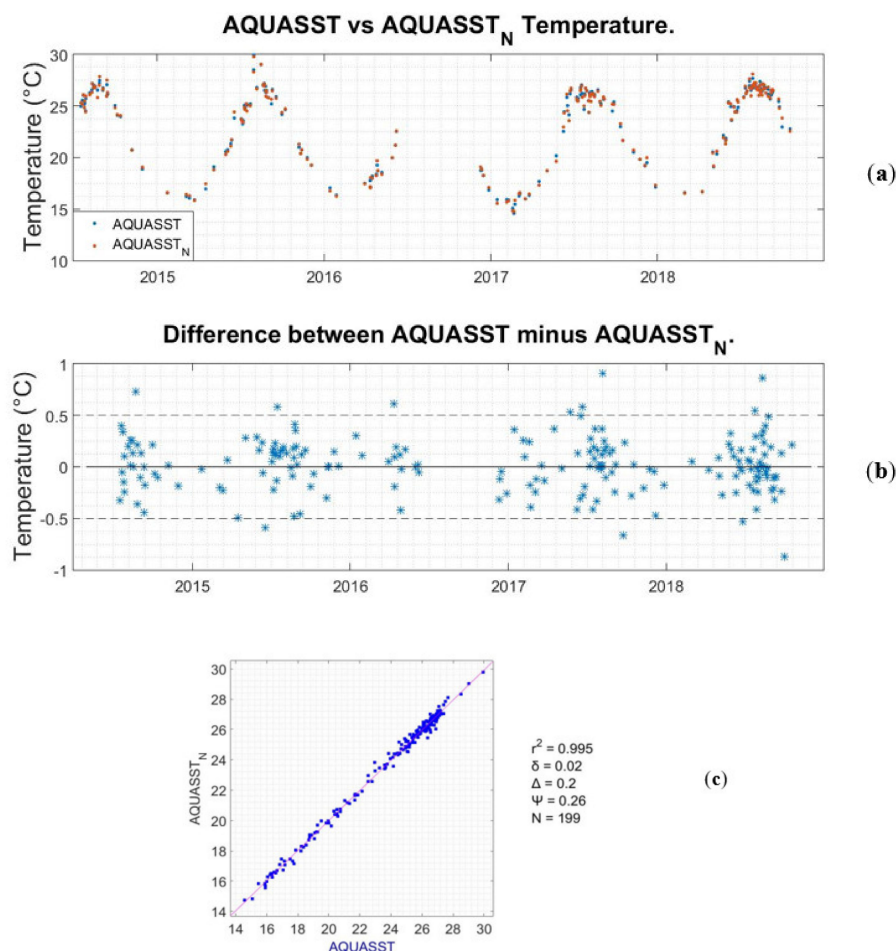 AQUASST vs AQUASST_N Temperature.
30
25
20
15
10
Temperature (°C)
AQUASST
AQUASST_N
2015 2016 2017 2018
(a)
Difference between AQUASST minus AQUASST_N.
1
0.5
0
-0.5
-1
Temperature (°C)
2015 2016 2017 2018
(b)
30
28
26
24
22
20
18
16
14
AQUASST_N
14 16 18 20 22 24 26 28 30
AQUASST
r² = 0.995
δ = 0.02
Δ = 0.2
Ψ = 0.26
N = 199
(c)